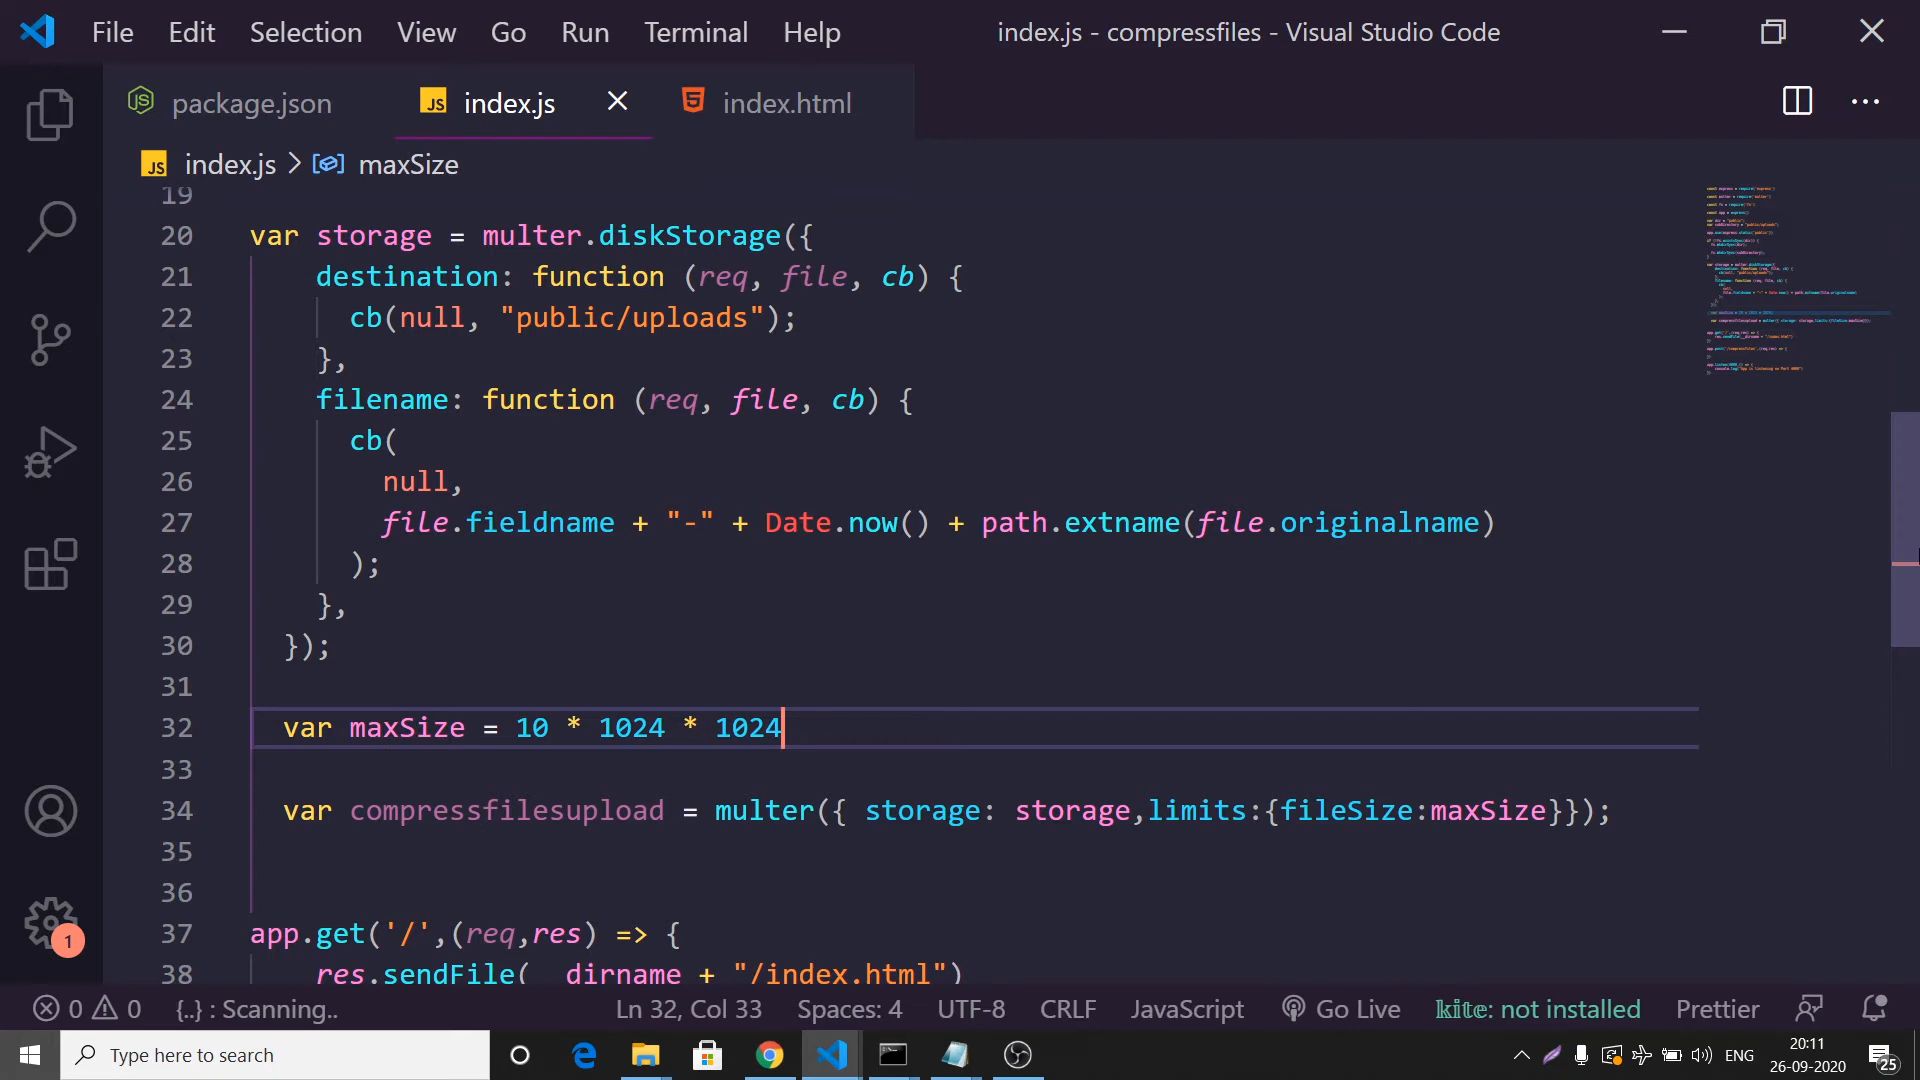 File Edit Selection View Go Run Terminal Help index.js - compressfiles - Visual Studio Code
package.json index.js index.html
index.js > maxSize
19
20 var storage = multer.diskStorage({
21 destination: function (req, file, cb) {
22 cb(null, "public/uploads");
23 },
24 filename: function (req, file, cb) {
25 cb(
26 null,
27 file.fieldname + "-" + Date.now() + path.extname(file.originalname)
28 );
29 },
30 });
31
32 var maxSize = 10 * 1024 * 1024
33
34 var compressfilesupload = multer({ storage: storage,limits:{fileSize:maxSize}});
35
36
37 app.get('/',(req,res) => {
38 res.sendFile(__dirname + "/index.html")
1
0 0 {..} : Scanning.. Ln 32, Col 33 Spaces: 4 UTF-8 CRLF JavaScript Go Live kite: not installed Prettier
Type here to search ENG 20:11
26-09-2020 25